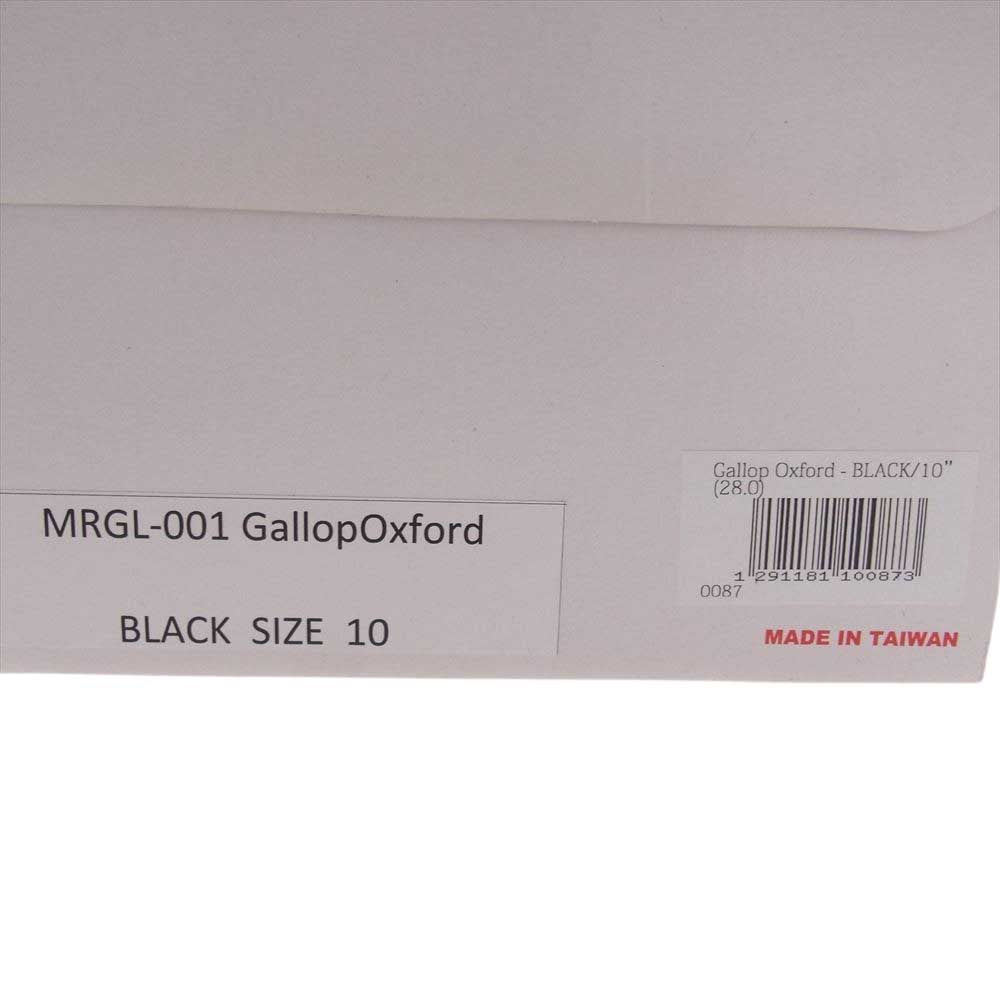 MRGL-001 GallopOxford
BLACK SIZE 10
Gallop Oxford - BLACK/10"
(28.0)
1 291181 100873
0087
MADE IN TAIWAN